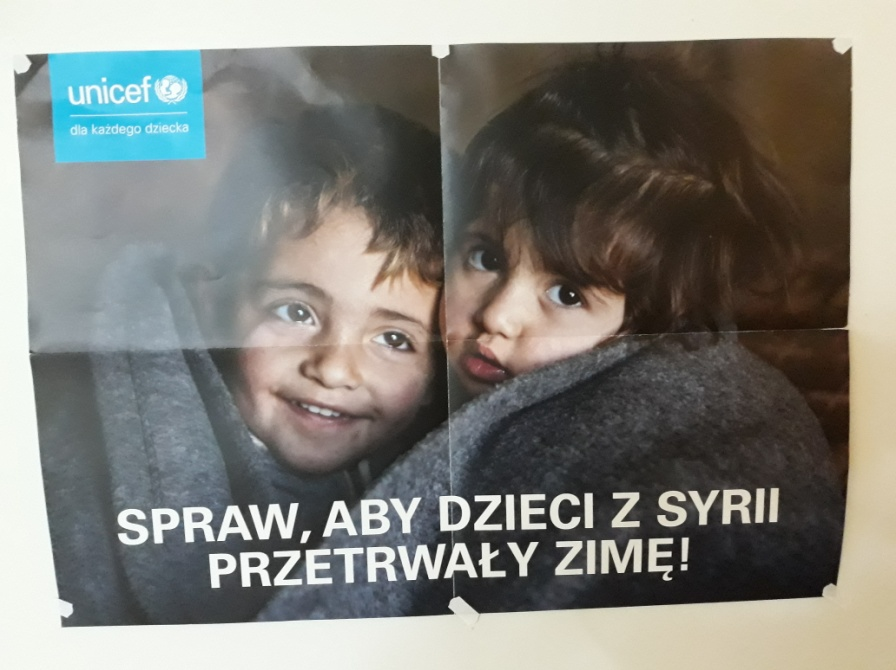 unicef
dla każdego dziecka
SPRAW, ABY DZIECI Z SYRII
PRZETRWAŁY ZIMĘ!